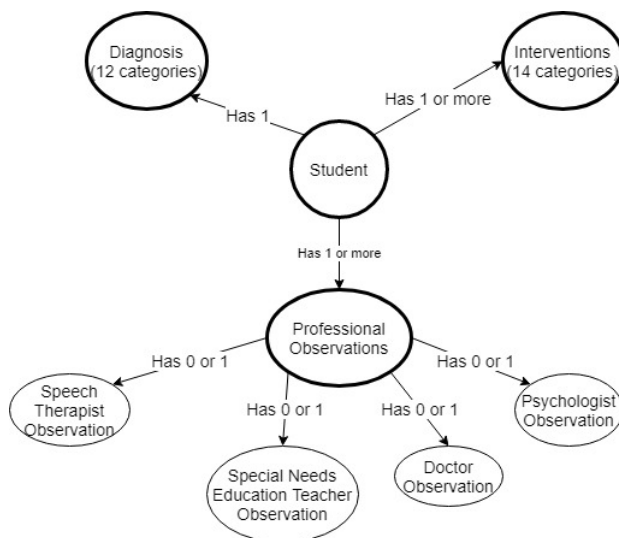 Diagnosis
(12 categories)
Interventions
(14 categories)
Has 1
Has 1 or more
Student
Has 1 or more
Professional
Observations
Has 0 or 1
Has 0 or 1
Has 0 or 1
Has 0 or 1
Speech
Therapist
Observation
Special Needs
Education Teacher
Observation
Doctor
Observation
Psychologist
Observation